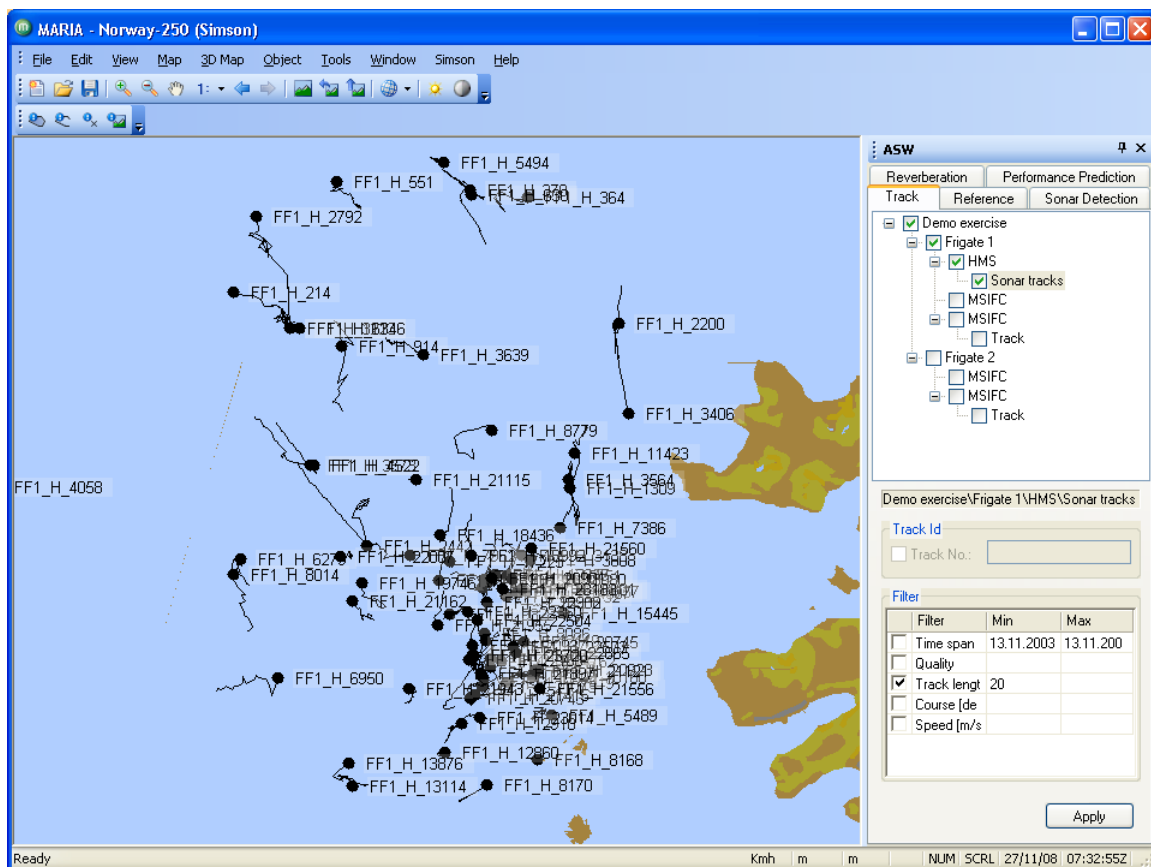 MARIA - Norway-250 (Simson)
File Edit View Map 3D Map Object Tools Window Simson Help
1:
ASW
Reverberation Performance Prediction
Track Reference Sonar Detection
Demo exercise
Frigate 1
HMS
Sonar tracks
MSIFC
MSIFC
Track
Frigate 2
MSIFC
MSIFC
Track
Demo exercise\Frigate 1\HMS\Sonar tracks
Track Id
Track No.:
Filter
Filter Min Max
Time span 13.11.2003 13.11.200
Quality
Track lengt 20
Course [de
Speed [m/s
Apply
FF1_H_5494
FF1_H_551
FF1_H_364
FF1_H_2792
FF1_H_214
FF1_H_2200
FF1_H_914
FF1_H_3639
FF1_H_3406
FF1_H_8779
FF1_H_11423
FF1_H_21115
FF1_H_3564
FF1_H_1309
FF1_H_4058
FF1_H_7386
FF1_H_18436
FF1_H_21560
FF1_H_8014
FF1_H_21162
FF1_H_15445
FF1_H_6950
FF1_H_21556
FF1_H_5489
FF1_H_12860
FF1_H_8168
FF1_H_13876
FF1_H_13114
FF1_H_8170
Ready Kmh m m NUM SCRL 27/11/08 07:32:55Z